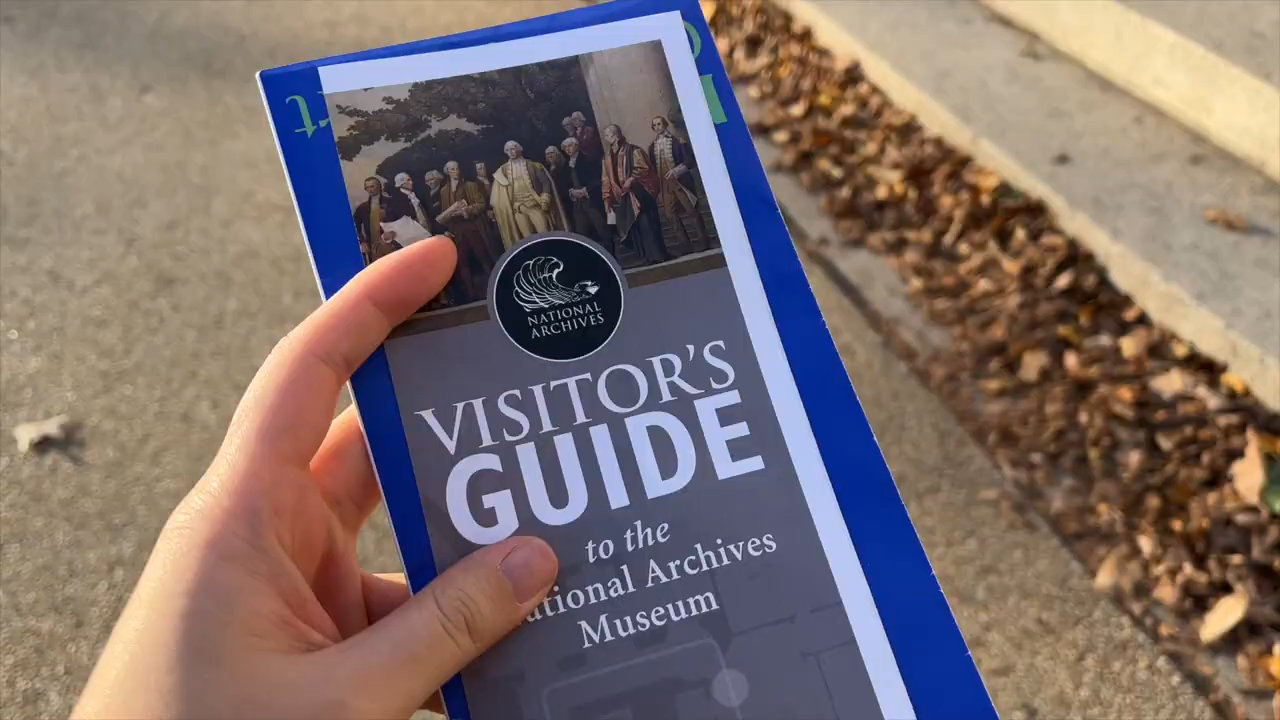 NATIONAL
ARCHIVES
VISITOR'S
GUIDE
to the
ational Archives
Museum